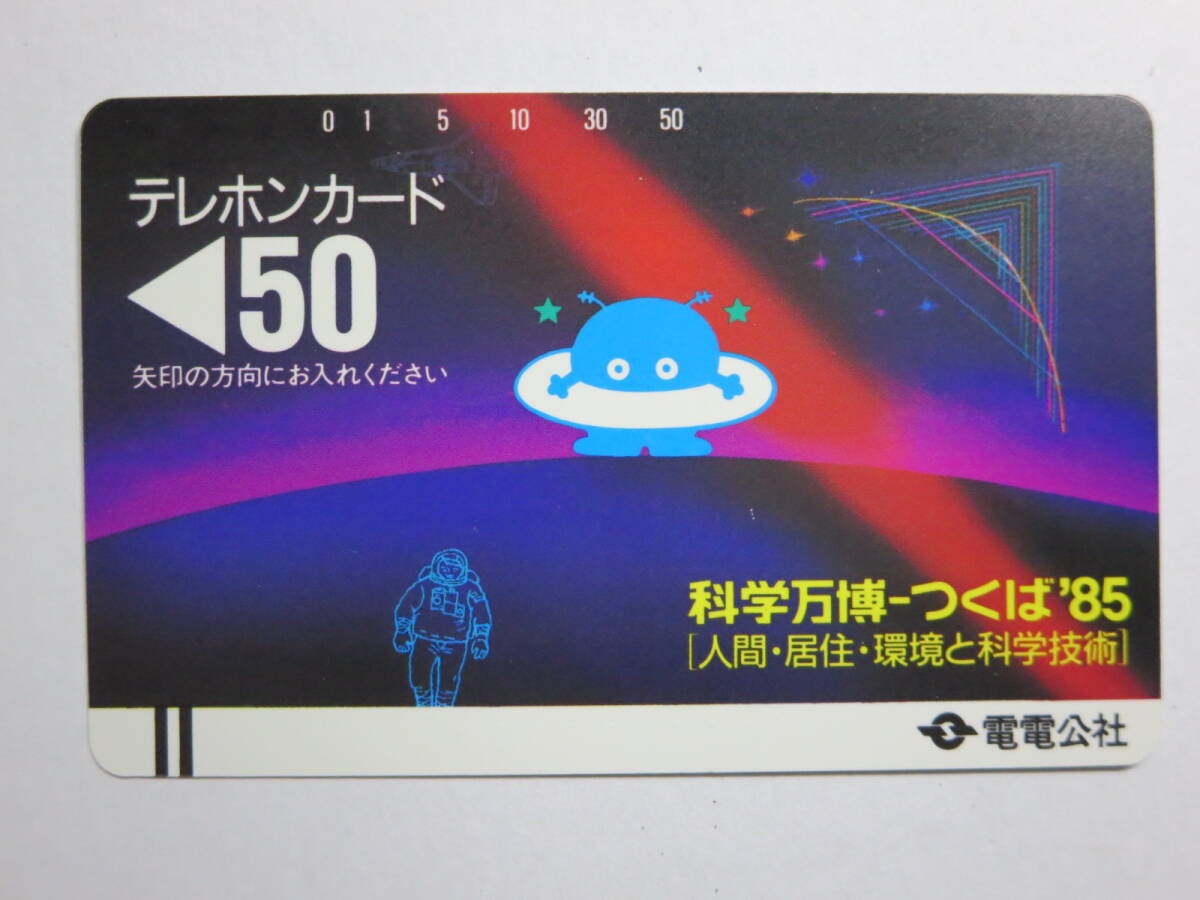 0 1 5 10 30 50
テレホンカード
50
矢印の方向にお入れください
科学万博-つくば'85
[人間・居住・環境と科学技術]
電電公社